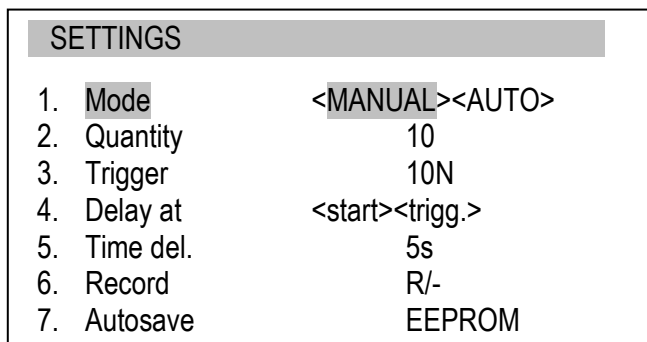 SETTINGS
1. Mode <MANUAL><AUTO>
2. Quantity 10
3. Trigger 10N
4. Delay at <start><trigg.>
5. Time del. 5s
6. Record R/-
7. Autosave EEPROM